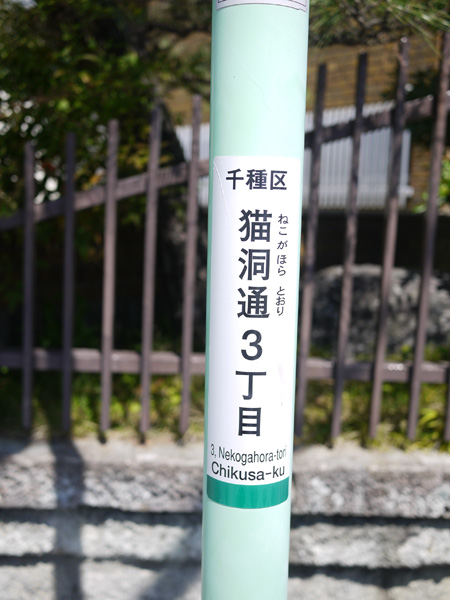 千種区
猫洞通3丁目
ねこがほら とおり
3, Nekogahora-tori
Chikusa-ku